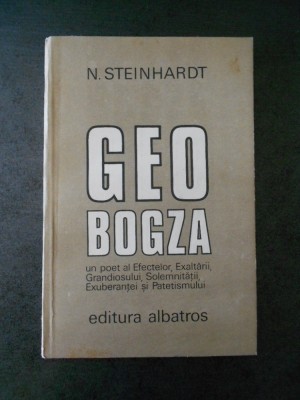 N. STEINHARDT
GEO
BOGZA
un poet al Efectelor, Exaltării,
Grandiosului, Solemnității,
Exuberanței și Patetismului
editura albatros